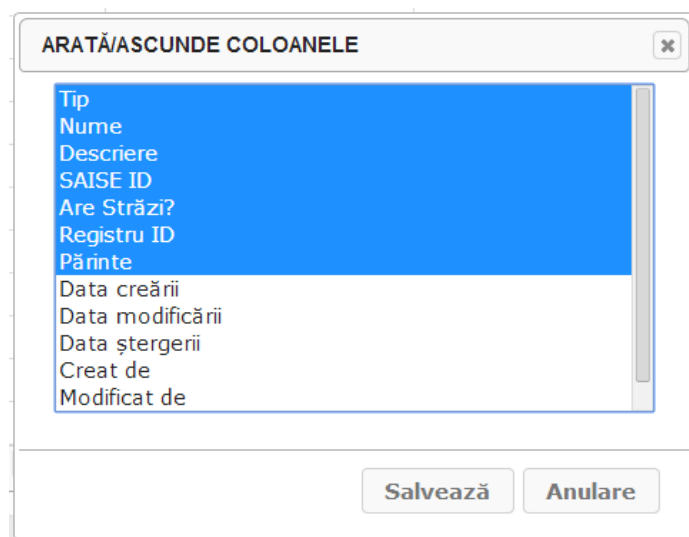 ARATĂ/ASCUNDE COLOANELE
Tip
Nume
Descriere
SAISE ID
Are Străzi?
Registru ID
Părinte
Data creării
Data modificării
Data ștergerii
Creat de
Modificat de
Salvează Anulare